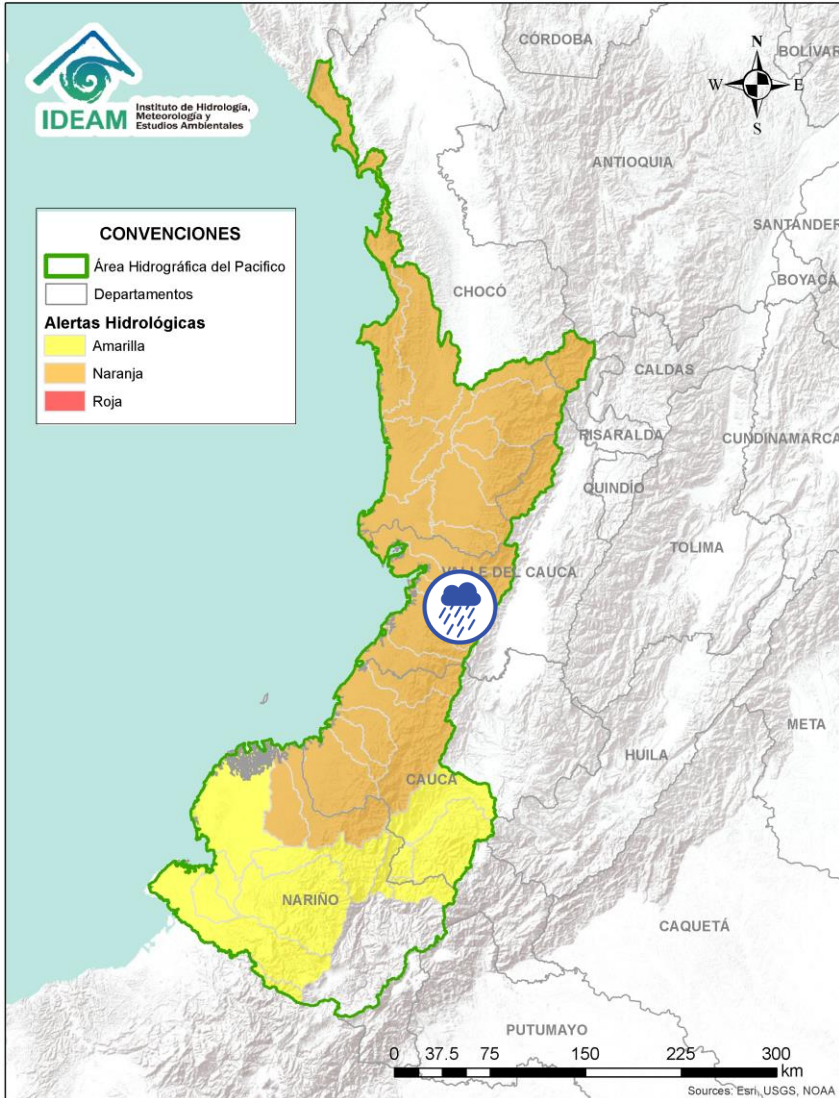 IDEAM
Instituto de Hidrología,
Meteorología y
Estudios Ambientales
N
W
E
S
CÓRDOBA
BOLÍVAR
ANTIOQUIA
SANTANDER
BOYACÁ
CHOCÓ
CALDAS
RISARALDA
CUNDINAMARCA
QUINDÍO
TOLIMA
VALLE DEL CAUCA
META
HUILA
CAUCA
NARIÑO
CAQUETÁ
PUTUMAYO
CONVENCIONES
Área Hidrográfica del Pacifico
Departamentos
Alertas Hidrológicas
Amarilla
Naranja
Roja
0 37.5 75 150 225 300
km
Sources: Esri, USGS, NOAA